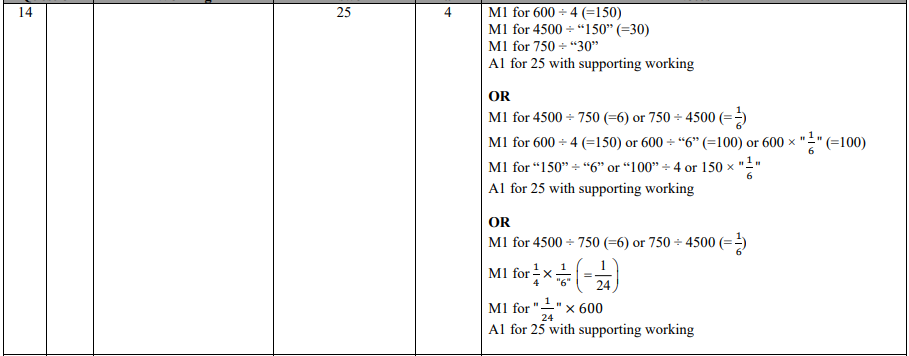 14 25 4 M1 for 600 ÷ 4 (=150)
M1 for 4500 ÷ “150” (=30)
M1 for 750 ÷ “30”
A1 for 25 with supporting working
OR
M1 for 4500 ÷ 750 (=6) or 750 ÷ 4500 (=1/6)
M1 for 600 ÷ 4 (=150) or 600 ÷ “6” (=100) or 600 × "1/6" (=100)
M1 for “150” ÷ “6” or “100” ÷ 4 or 150 × "1/6"
A1 for 25 with supporting working
OR
M1 for 4500 ÷ 750 (=6) or 750 ÷ 4500 (=1/6)
M1 for 1/4 × 1/"6" (=1/24)
M1 for "1/24" × 600
A1 for 25 with supporting working